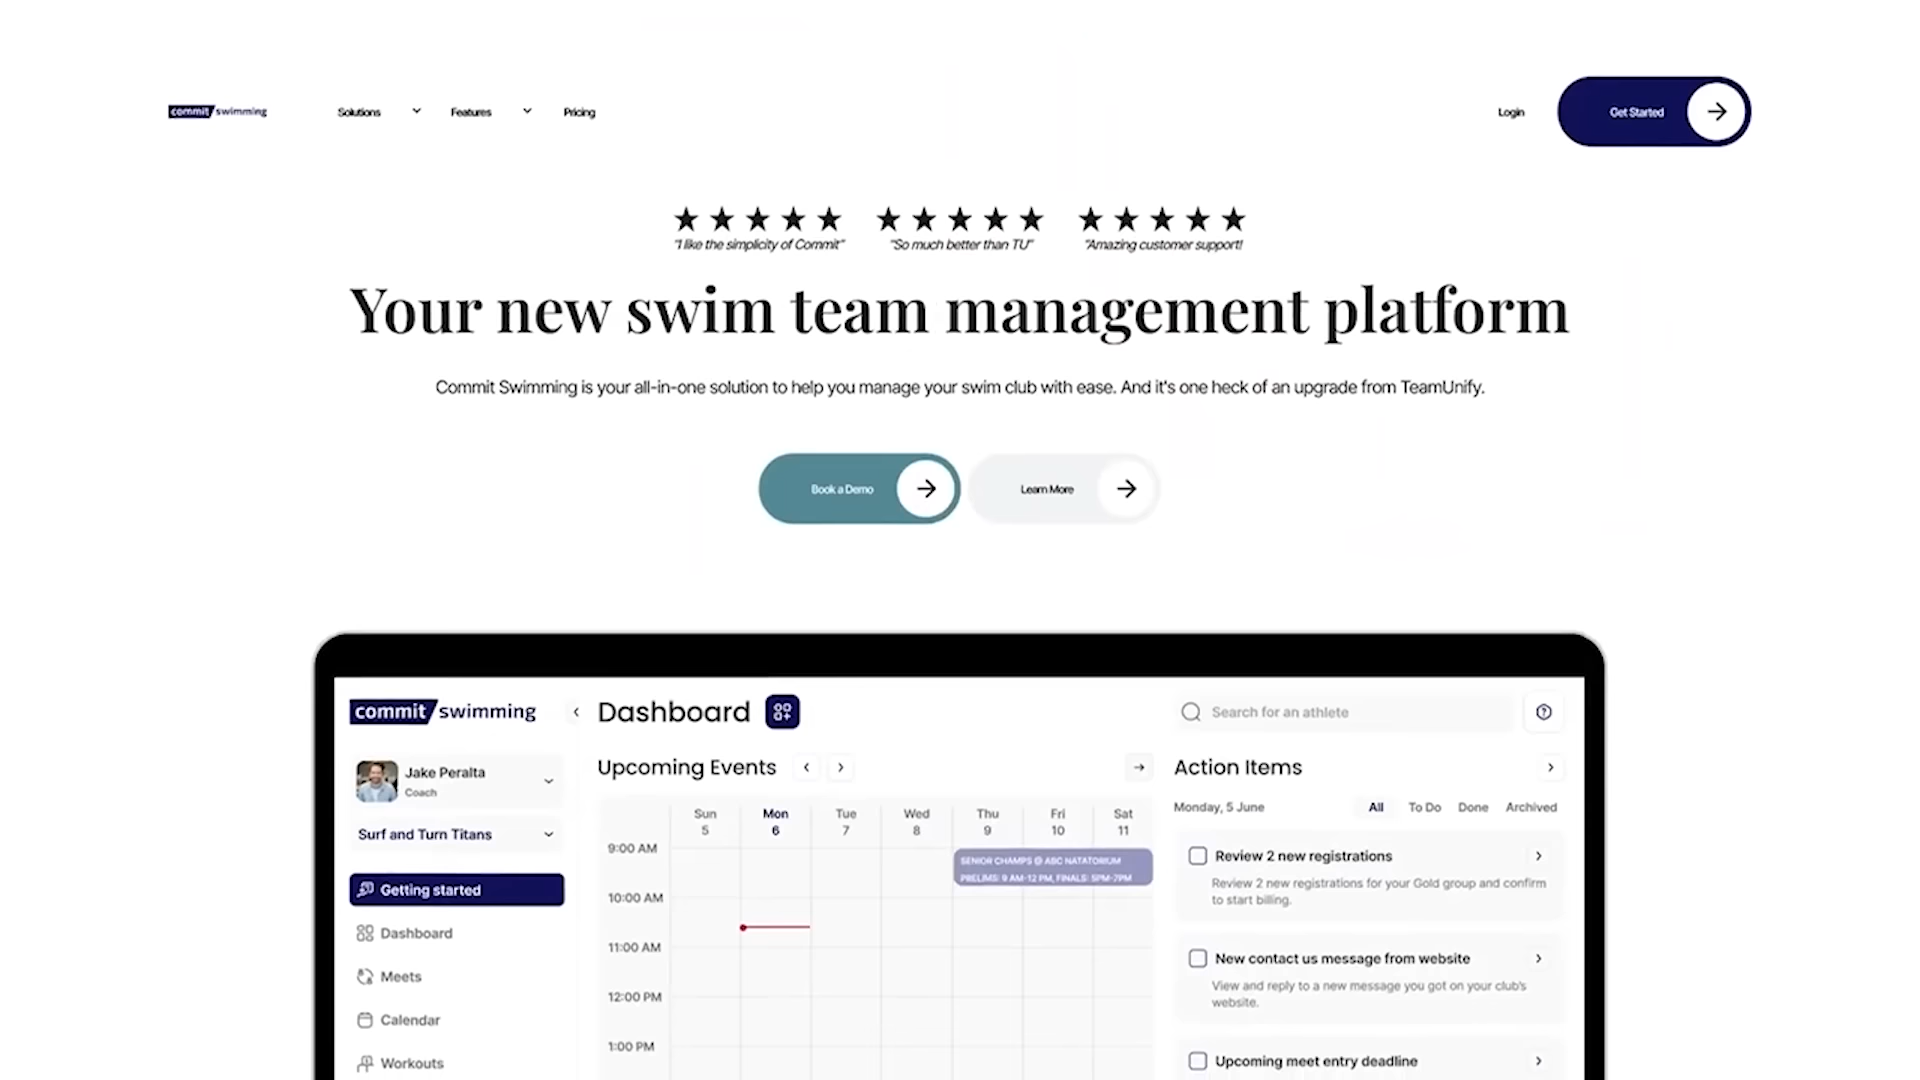 commit swimming
Solutions
Features
Pricing
Login
Get Started
"I like the simplicity of Commit"
"So much better than TU"
"Amazing customer support!
Your new swim team management platform
Commit Swimming is your all-in-one solution to help you manage your swim club with ease. And it's one heck of an upgrade from TeamUnify.
Book a Demo
Learn More
commit swimming
Dashboard
Search for an athlete
Jake Peralta
Coach
Surf and Turn Titans
Getting started
Dashboard
Meets
Calendar
Workouts
Upcoming Events
Sun
5
Mon
6
Tue
7
Wed
8
Thu
9
Fri
10
Sat
11
9:00 AM
10:00 AM
11:00 AM
12:00 PM
1:00 PM
SENIOR CHAMPS @ ABC NATATORIUM
PRELIMS: 9 AM-12 PM, FINALS: 5PM-7PM
Action Items
Monday, 5 June
All
To Do
Done
Archived
Review 2 new registrations
Review 2 new registrations for your Gold group and confirm
to start billing.
New contact us message from website
View and reply to a new message you got on your club's
website.
Upcoming meet entry deadline